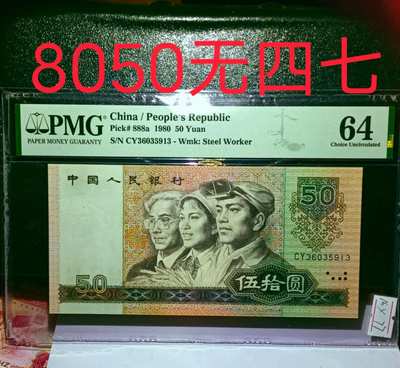 8050无四七
PMG
PAPER MONEY GUARANTY
China / People's Republic
Pick# 888a 1980 50 Yuan
S/N CY36035913 - Wmk: Steel Worker
64
Choice Uncirculated
中国人民银行
50
CY36035913
50
伍拾圆